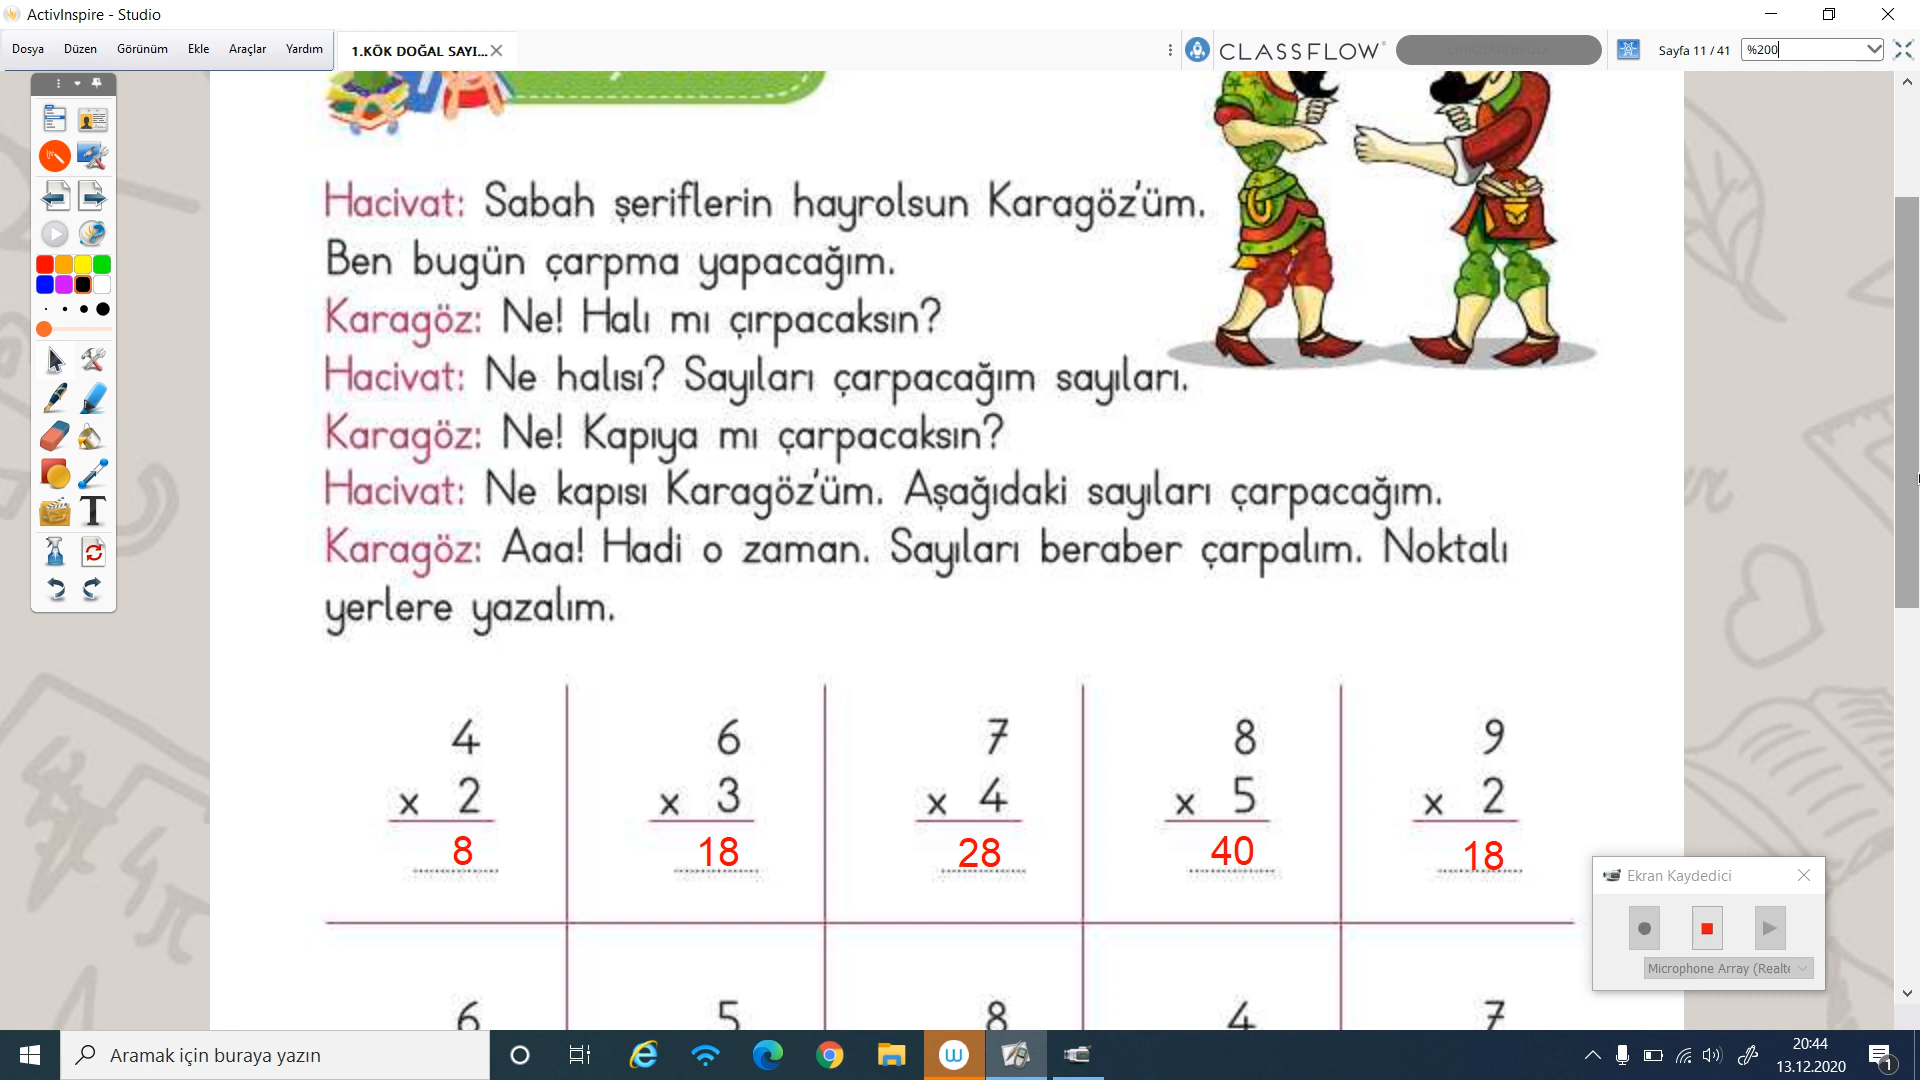 ActivInspire - Studio
Dosya Düzen Görünüm Ekle Araçlar Yardım
1.KÖK DOĞAL SAYI...
CLASSFLOW
Sayfa 11 / 41
%200
Hacivat: Sabah şeriflerin hayrolsun Karagöz'üm.
Ben bugün çarpma yapacağım.
Karagöz: Ne! Halı mı çırpacaksın?
Hacivat: Ne halısı? Sayıları çarpacağım sayıları.
Karagöz: Ne! Kapıya mı çarpacaksın?
Hacivat: Ne kapısı Karagöz'üm. Aşağıdaki sayıları çarpacağım.
Karagöz: Aaa! Hadi o zaman. Sayıları beraber çarpalım. Noktalı
yerlere yazalım.
4 6 7 8 9
x 2 x 3 x 4 x 5 x 2
8 18 28 40 18
6 5 8 4 7
Ekran Kaydedici
Microphone Array (Realte
Aramak için buraya yazın
20:44
13.12.2020
1